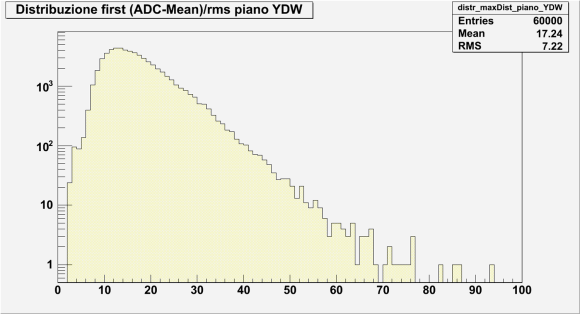 Distribuzione first (ADC-Mean)/rms piano YDW
distr_maxDist_piano_YDW
Entries 60000
Mean 17.24
RMS 7.22
10³
10²
10
1
0 10 20 30 40 50 60 70 80 90 100